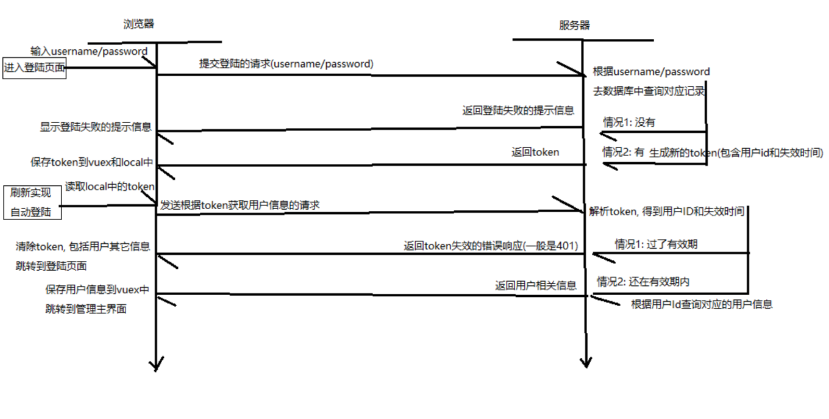 浏览器
服务器
输入username/password
进入登陆页面
提交登陆的请求(username/password)
根据username/password
去数据库中查询对应记录
返回登陆失败的提示信息
情况1: 没有
显示登陆失败的提示信息
返回token
情况2: 有 生成新的token(包含用户id和失效时间)
保存token到vuex和local中
读取local中的token
刷新实现
自动登陆
发送根据token获取用户信息的请求
解析token, 得到用户ID和失效时间
清除token, 包括用户其它信息
跳转到登陆页面
返回token失效的错误响应(一般是401)
情况1: 过了有效期
保存用户信息到vuex中
跳转到管理主界面
返回用户相关信息
情况2: 还在有效期内
根据用户Id查询对应的用户信息